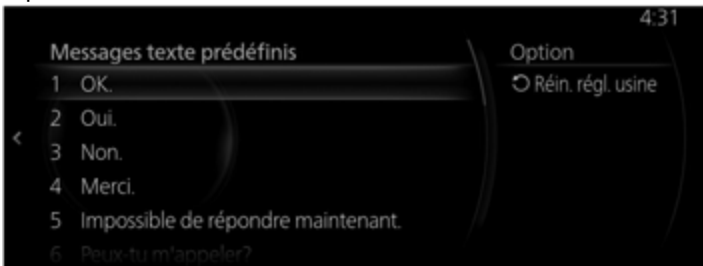 4:31
Messages texte prédéfinis
1 OK.
2 Oui.
3 Non.
4 Merci.
5 Impossible de répondre maintenant.
6 Peux-tu m'appeler?
Option
Réin. régl. usine